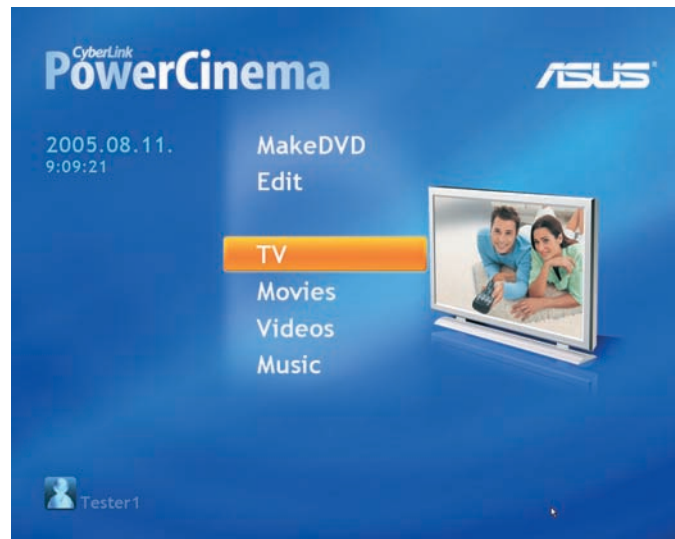 CyberLink
PowerCinema
ASUS
2005.08.11.
9:09:21
MakeDVD
Edit
TV
Movies
Videos
Music
Tester1